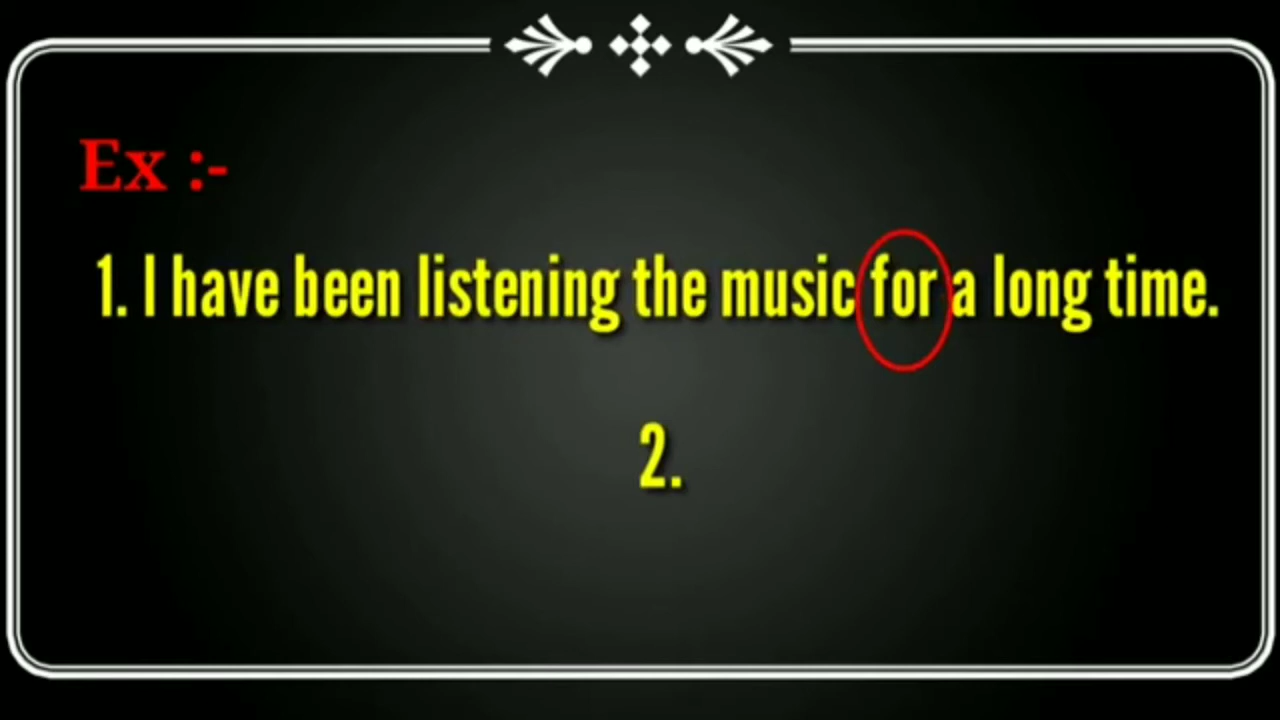 Ex :-
1. I have been listening the music for a long time.
2.